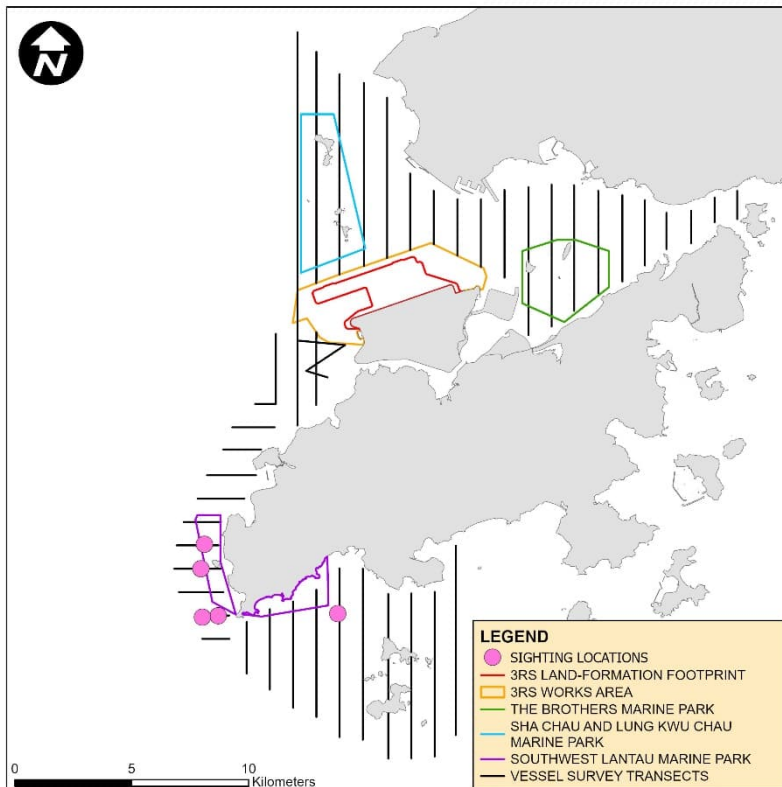 N
LEGEND
SIGHTING LOCATIONS
3RS LAND-FORMATION FOOTPRINT
3RS WORKS AREA
THE BROTHERS MARINE PARK
SHA CHAU AND LUNG KWU CHAU
MARINE PARK
SOUTHWEST LANTAU MARINE PARK
VESSEL SURVEY TRANSECTS
0 5 10
Kilometers